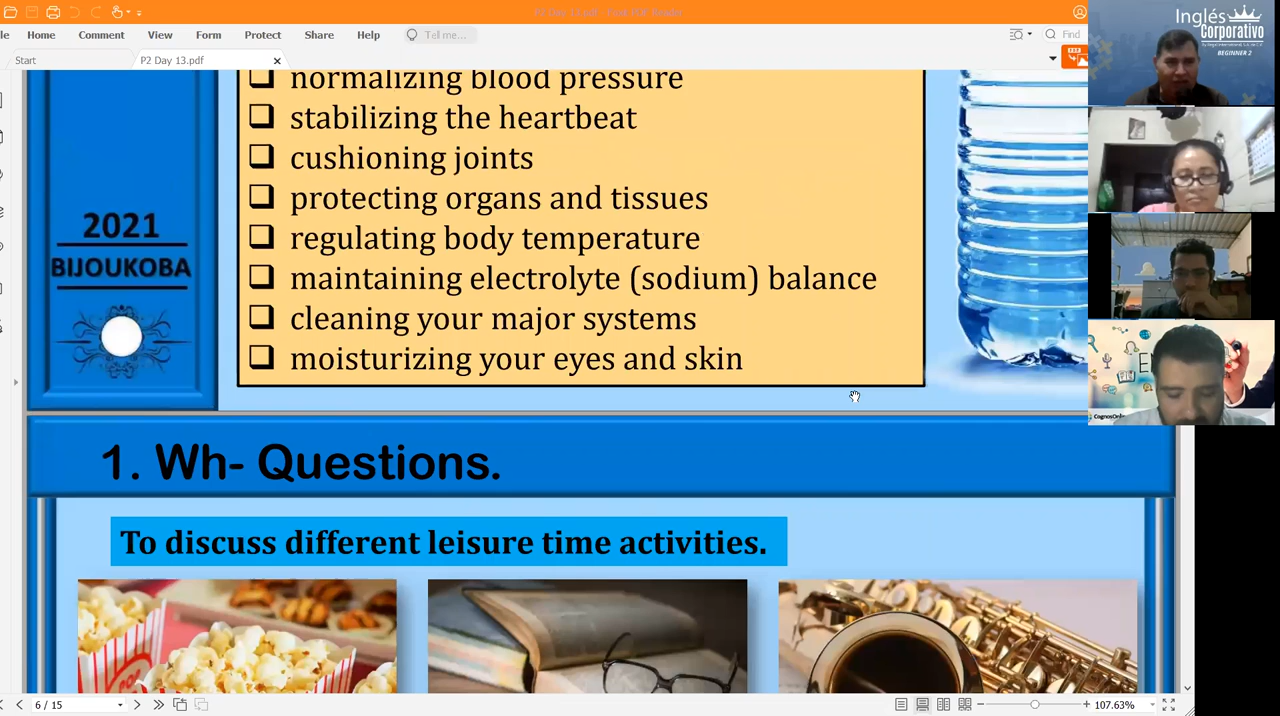 Home Comment View Form Protect Share Help Tell me... Find
Start P2 Day 13.pdf
normalizing blood pressure
stabilizing the heartbeat
cushioning joints
protecting organs and tissues
regulating body temperature
maintaining electrolyte (sodium) balance
cleaning your major systems
moisturizing your eyes and skin
2021
BIJOUKOBA
1. Wh- Questions.
To discuss different leisure time activities.
6 / 15
107.63%
Inglés
Corporativo
BEGINNER 2